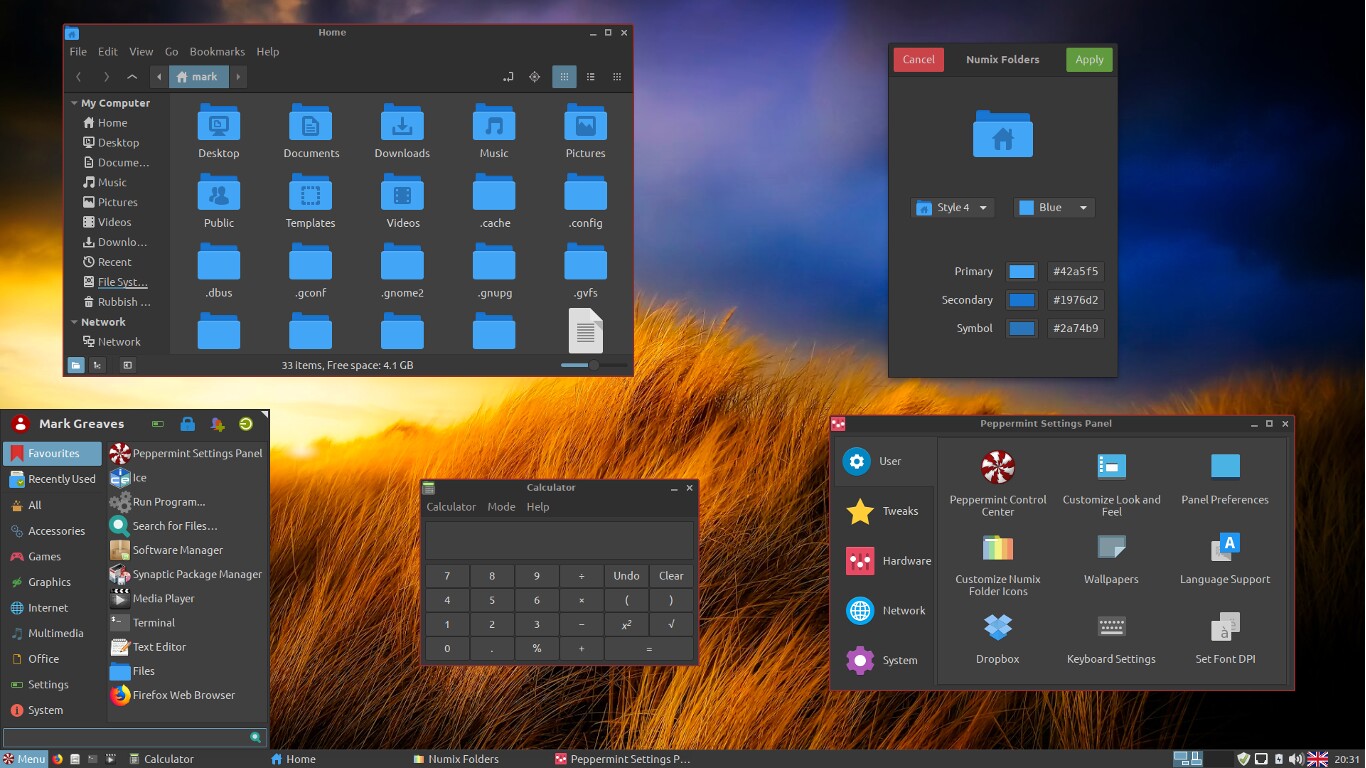 Home
File Edit View Go Bookmarks Help
mark
My Computer
Home
Desktop
Docume...
Music
Pictures
Videos
Downlo...
Recent
File Syst...
Rubbish ...
Network
Network
Desktop Documents Downloads Music Pictures
Public Templates Videos .cache .config
.dbus .gconf .gnome2 .gnupg .gvfs
33 items, Free space: 4.1 GB
Cancel Numix Folders Apply
Style 4 Blue
Primary #42a5f5
Secondary #1976d2
Symbol #2a74b9
Mark Greaves
Favourites
Recently Used
All
Accessories
Games
Graphics
Internet
Multimedia
Office
Settings
System
Peppermint Settings Panel
Ice
Run Program...
Search for Files...
Software Manager
Synaptic Package Manager
Media Player
Terminal
Text Editor
Files
Firefox Web Browser
Calculator
Calculator Mode Help
7 8 9 ÷ Undo Clear
4 5 6 × ( )
1 2 3 − x² √
0 . % + =
Peppermint Settings Panel
User
Tweaks
Hardware
Network
System
Peppermint Control
Center
Customize Look and
Feel
Panel Preferences
Customize Numix
Folder Icons
Wallpapers
Language Support
Dropbox
Keyboard Settings
Set Font DPI
Menu Calculator Home Numix Folders Peppermint Settings P... 20:31